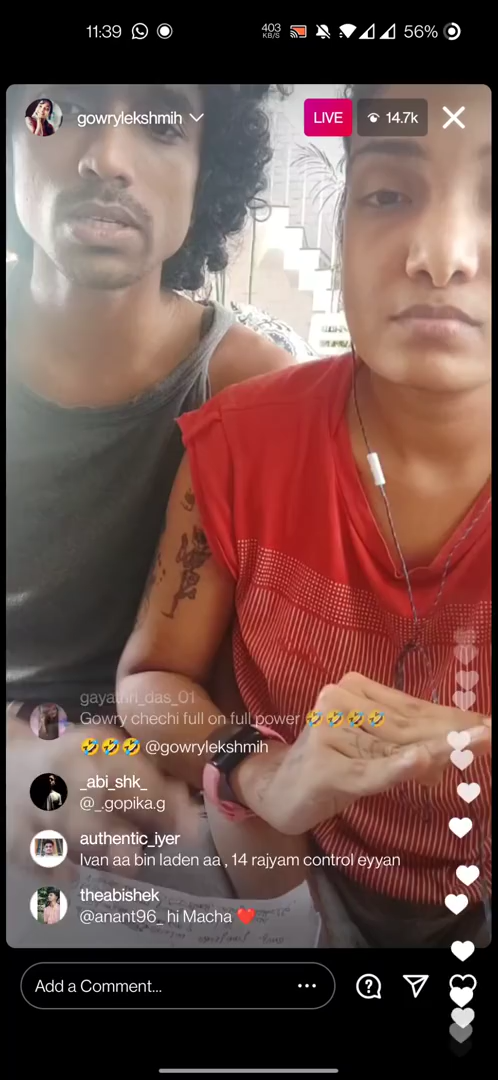 11:39
403
KB/S
56%
gowrylekshmih
LIVE
14.7k
gayathri_das_01
Gowry chechi full on full power 🤣🤣🤣🤣
🤣🤣🤣 @gowrylekshmih
_abi_shk_
@_.gopika.g
authentic_iyer
Ivan aa bin laden aa , 14 rajyam control eyyan
theabishek
@anant96_ hi Macha ❤️
Add a Comment...